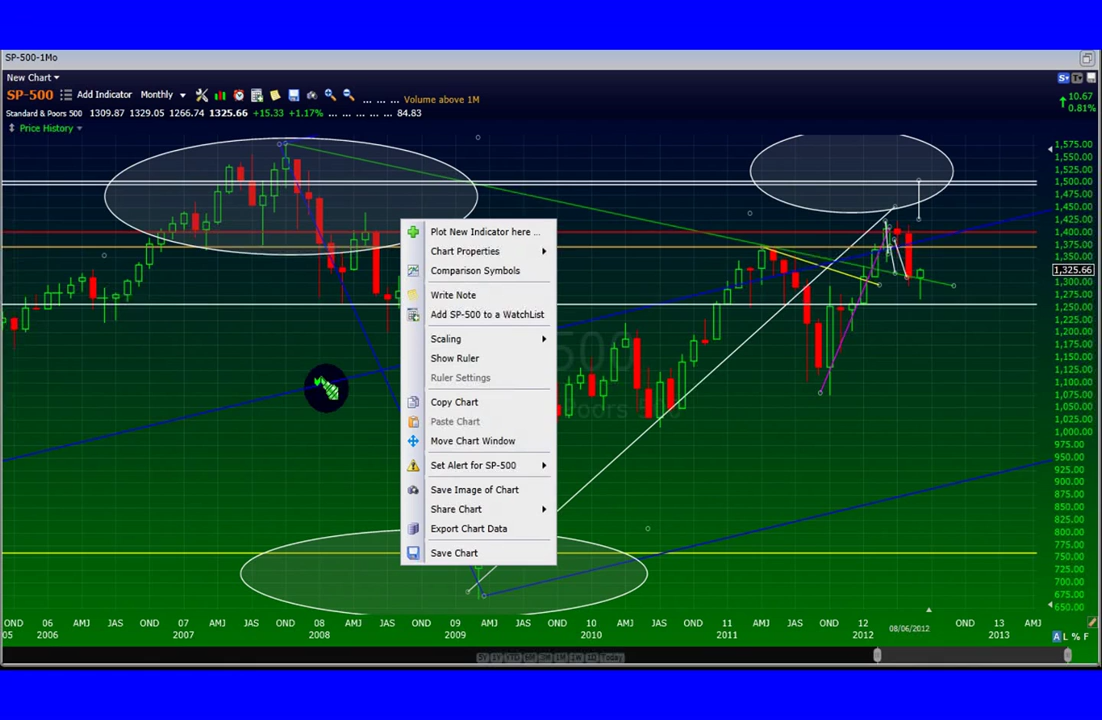 SP-500-1Mo
New Chart
SP-500 Add Indicator Monthly ... ... ... Volume above 1M
Standard & Poors 500 1309.87 1329.05 1266.74 1325.66 +15.33 +1.17% ... ... ... ... ... 84.83
10.67
0.81%
Price History
1,575.00
1,550.00
1,525.00
1,500.00
1,475.00
1,450.00
1,425.00
1,400.00
1,375.00
1,350.00
1,325.66
1,300.00
1,275.00
1,250.00
1,225.00
1,200.00
1,175.00
1,150.00
1,125.00
1,100.00
1,075.00
1,050.00
1,025.00
1,000.00
975.00
950.00
925.00
900.00
875.00
850.00
825.00
800.00
775.00
750.00
725.00
700.00
675.00
650.00
Plot New Indicator here ...
Chart Properties
Comparison Symbols
Write Note
Add SP-500 to a WatchList
Scaling
Show Ruler
Ruler Settings
Copy Chart
Paste Chart
Move Chart Window
Set Alert for SP-500
Save Image of Chart
Share Chart
Export Chart Data
Save Chart
500
Poors 500
OND 06 AMJ JAS OND 07 AMJ JAS OND 08 AMJ JAS OND 09 AMJ JAS OND 10 AMJ JAS OND 11 AMJ JAS OND 12 OND 13 AMJ
05 2006 2007 2008 2009 2010 2011 2012 08/06/2012 2013
A L % F